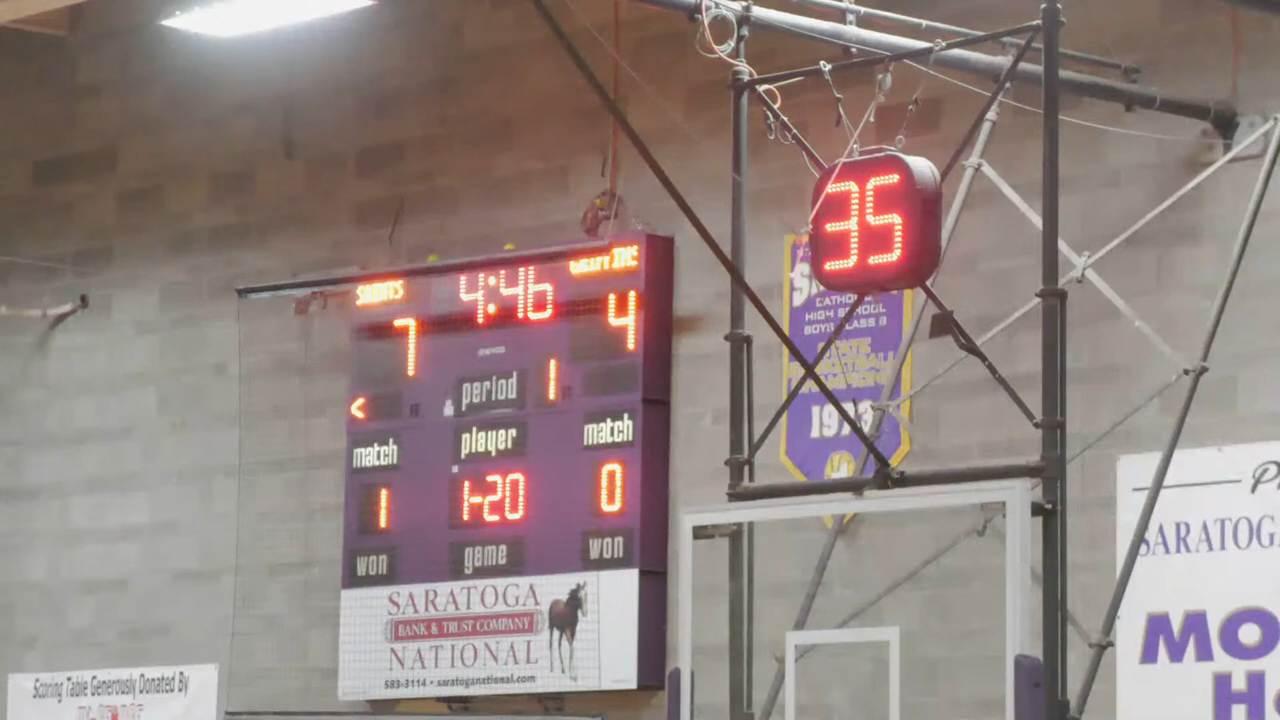 35
SAINTS
4:46
7
4
CATHOLIC
HIGH SCHOOL
BOYS CLASS B
STATE
BASKETBALL
CHAMPIONS
1973
period
1
<
match
player
match
1
1-20
0
won
game
won
SARATOGA
BANK & TRUST COMPANY
NATIONAL
583-3114 • saratoganational.com
Scoring Table Generously Donated By
SARATOGA
MO